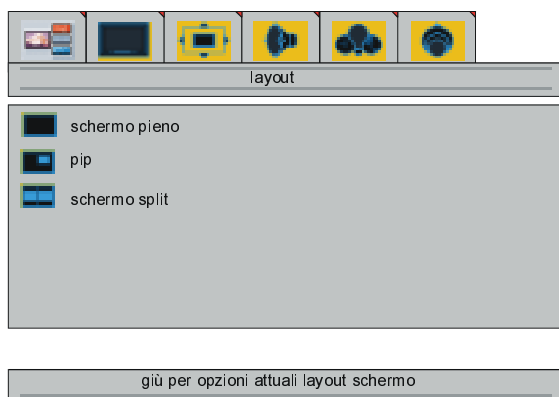 layout
schermo pieno
pip
schermo split
giù per opzioni attuali layout schermo